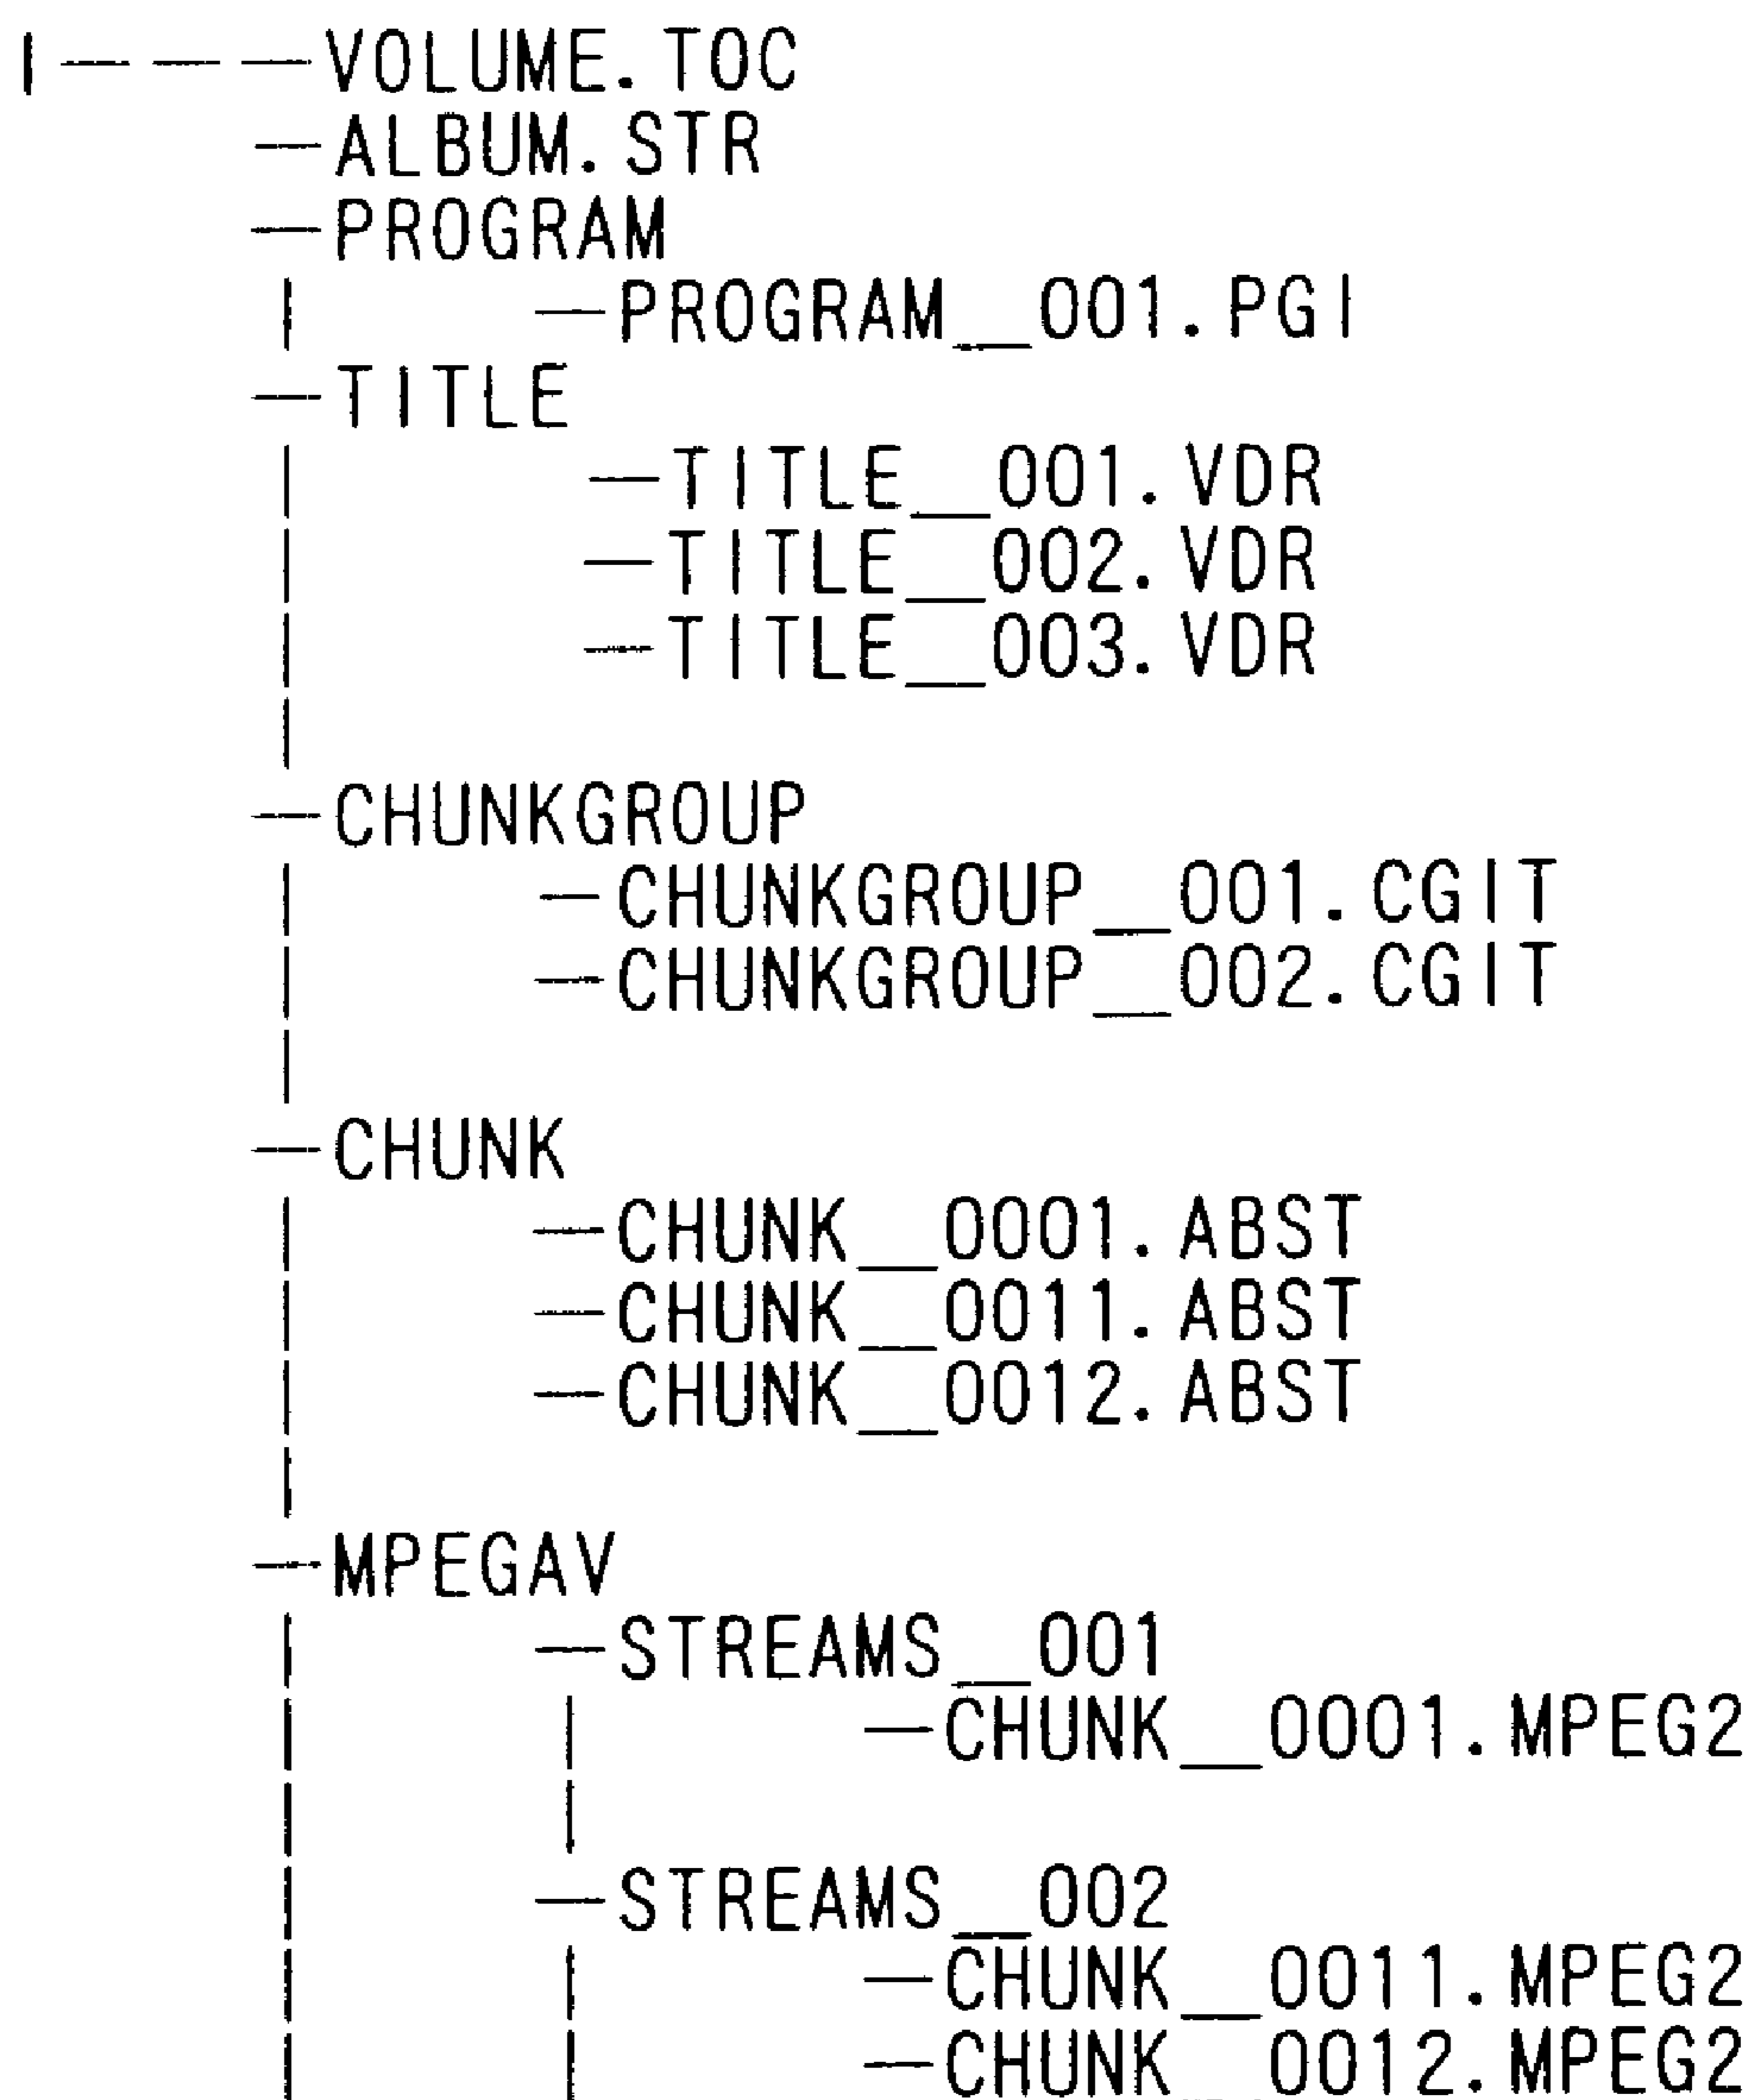 VOLUME.TOC
ALBUM.STR
PROGRAM
PROGRAM__001.PGI
TITLE
TITLE__001.VDR
TITLE__002.VDR
TITLE__003.VDR
CHUNKGROUP
CHUNKGROUP__001.CGIT
CHUNKGROUP__002.CGIT
CHUNK
CHUNK__0001.ABST
CHUNK__0011.ABST
CHUNK__0012.ABST
MPEGAV
STREAMS__001
CHUNK__0001.MPEG2
STREAMS__002
CHUNK__0011.MPEG2
CHUNK__0012.MPEG2